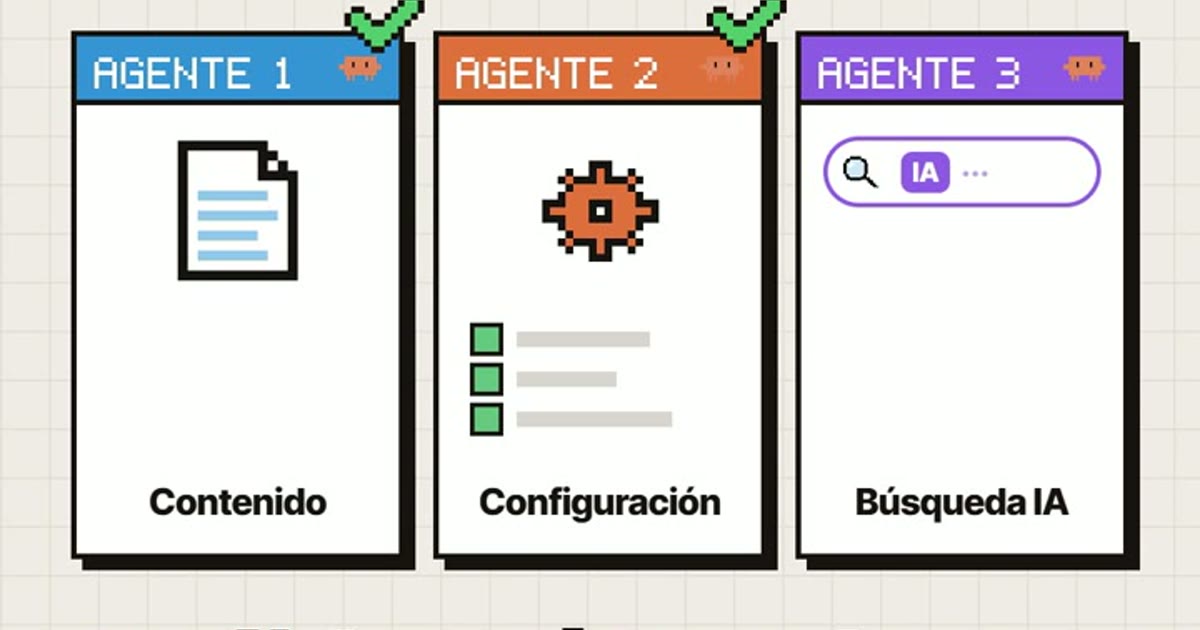 AGENTE 1
AGENTE 2
AGENTE 3
IA ...
Contenido
Configuración
Búsqueda IA